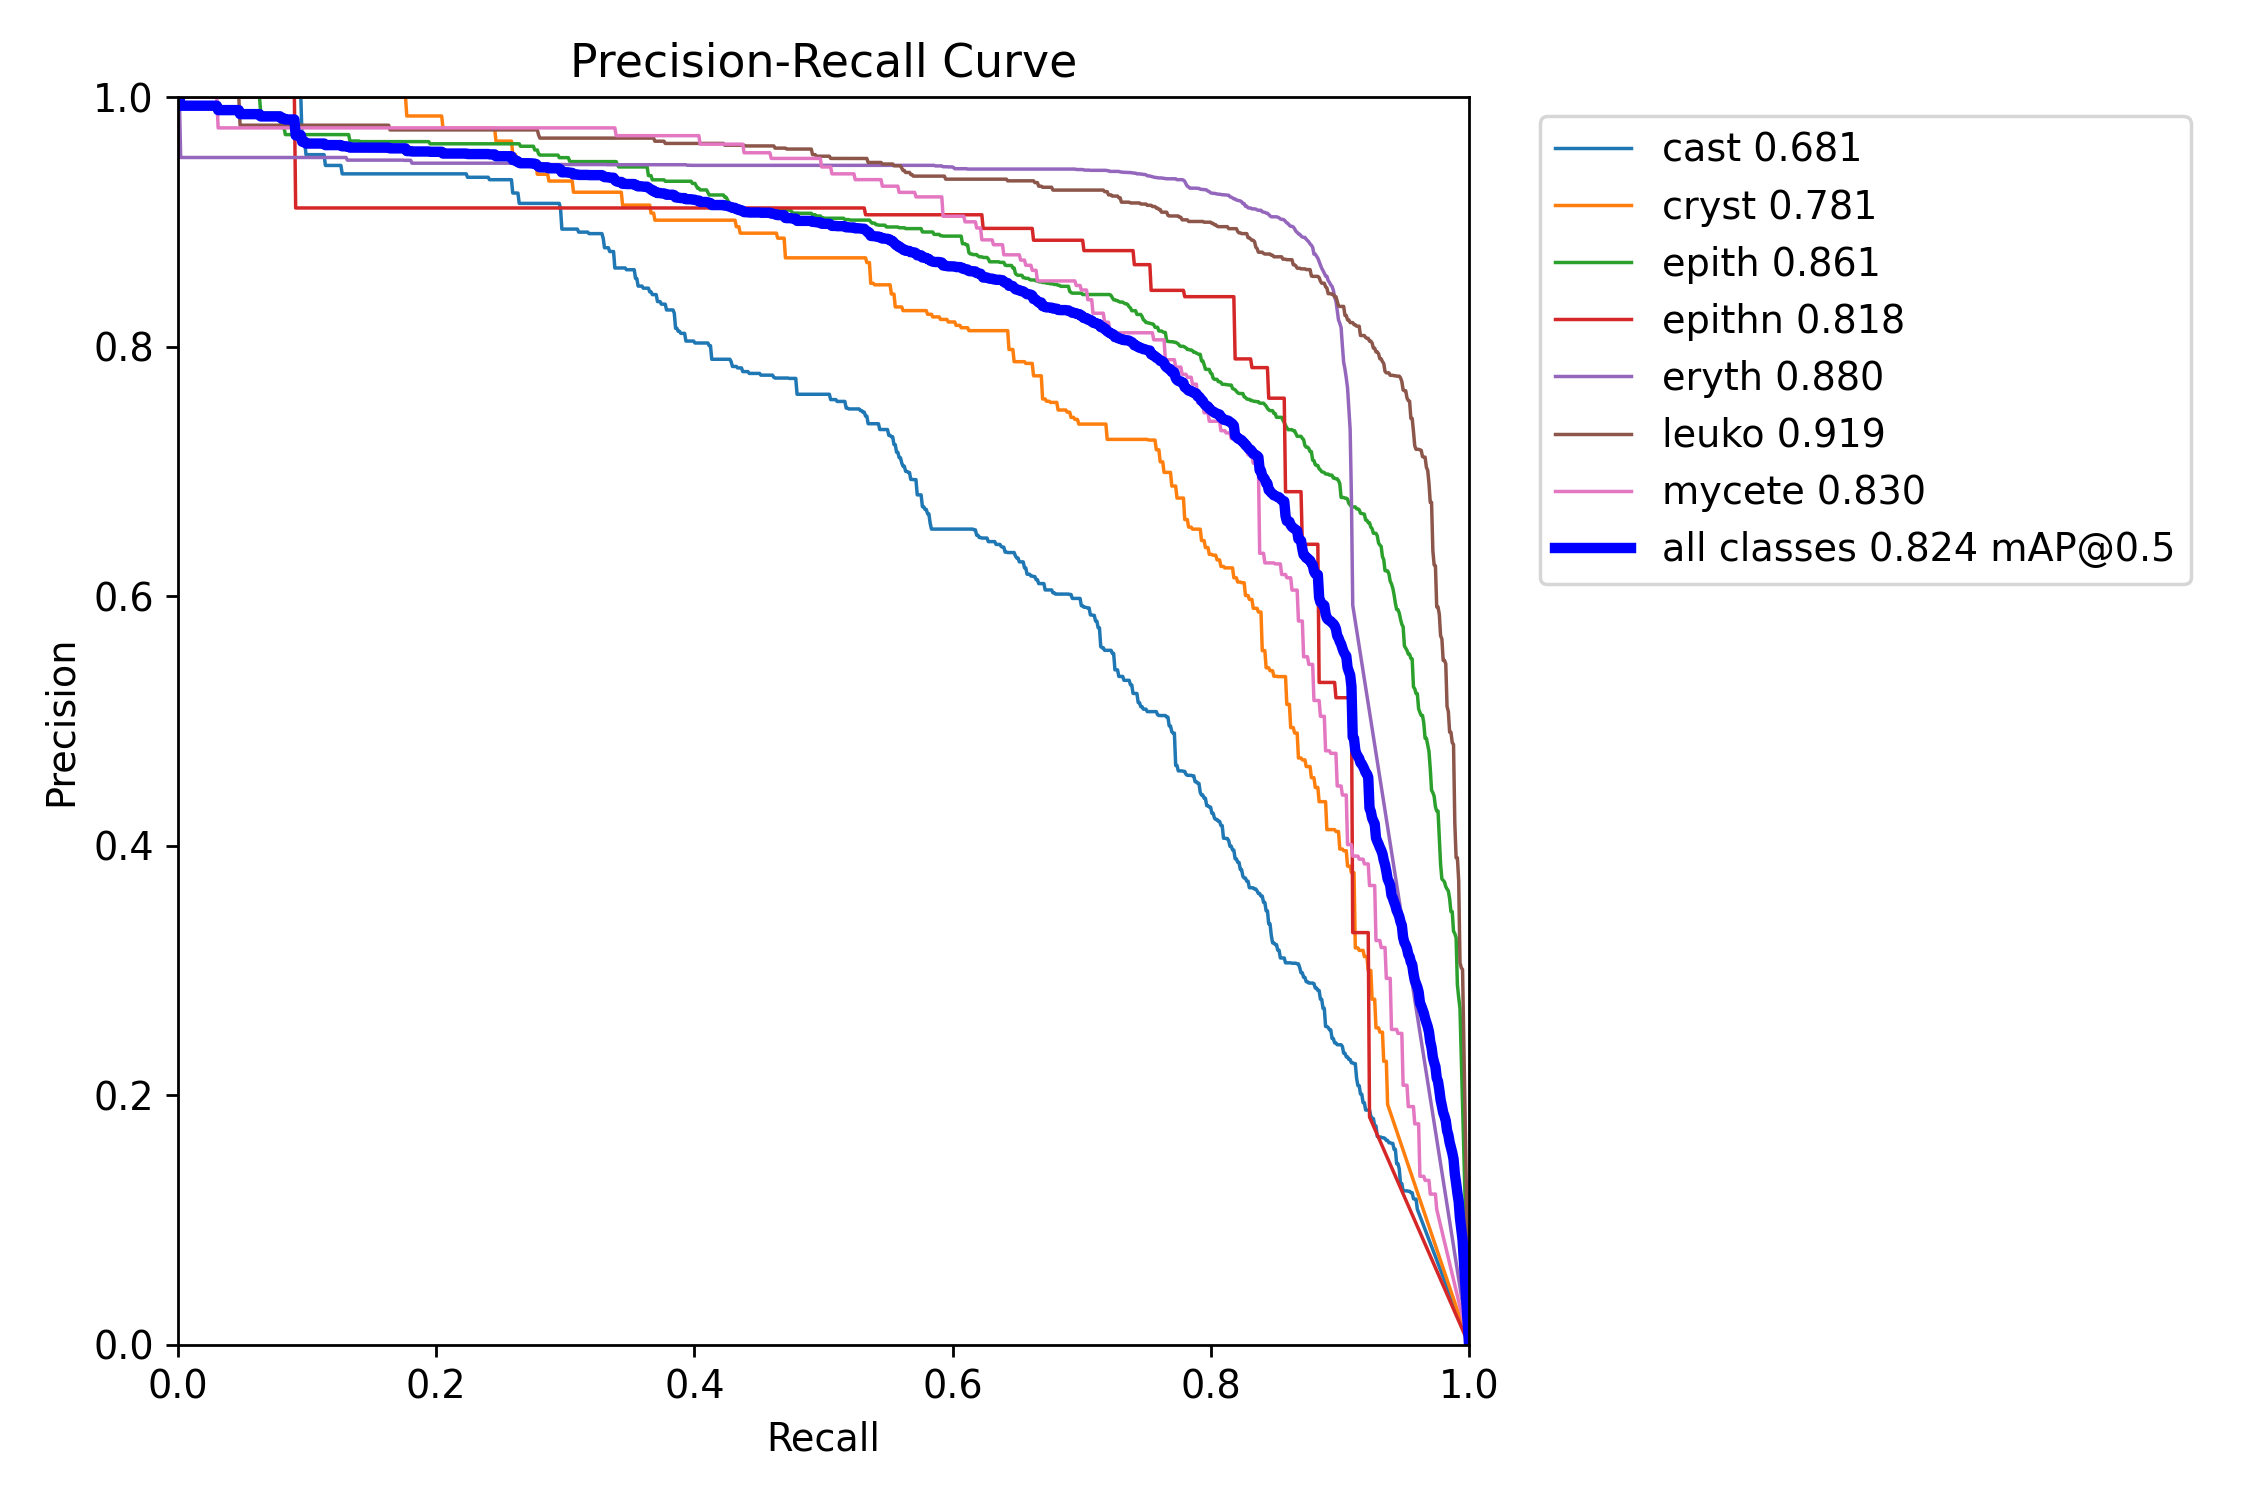 Precision-Recall Curve
1.0
0.8
0.6
0.4
0.2
0.0
Precision
0.0 0.2 0.4 0.6 0.8 1.0
Recall
cast 0.681
cryst 0.781
epith 0.861
epithn 0.818
eryth 0.880
leuko 0.919
mycete 0.830
all classes 0.824 mAP@0.5